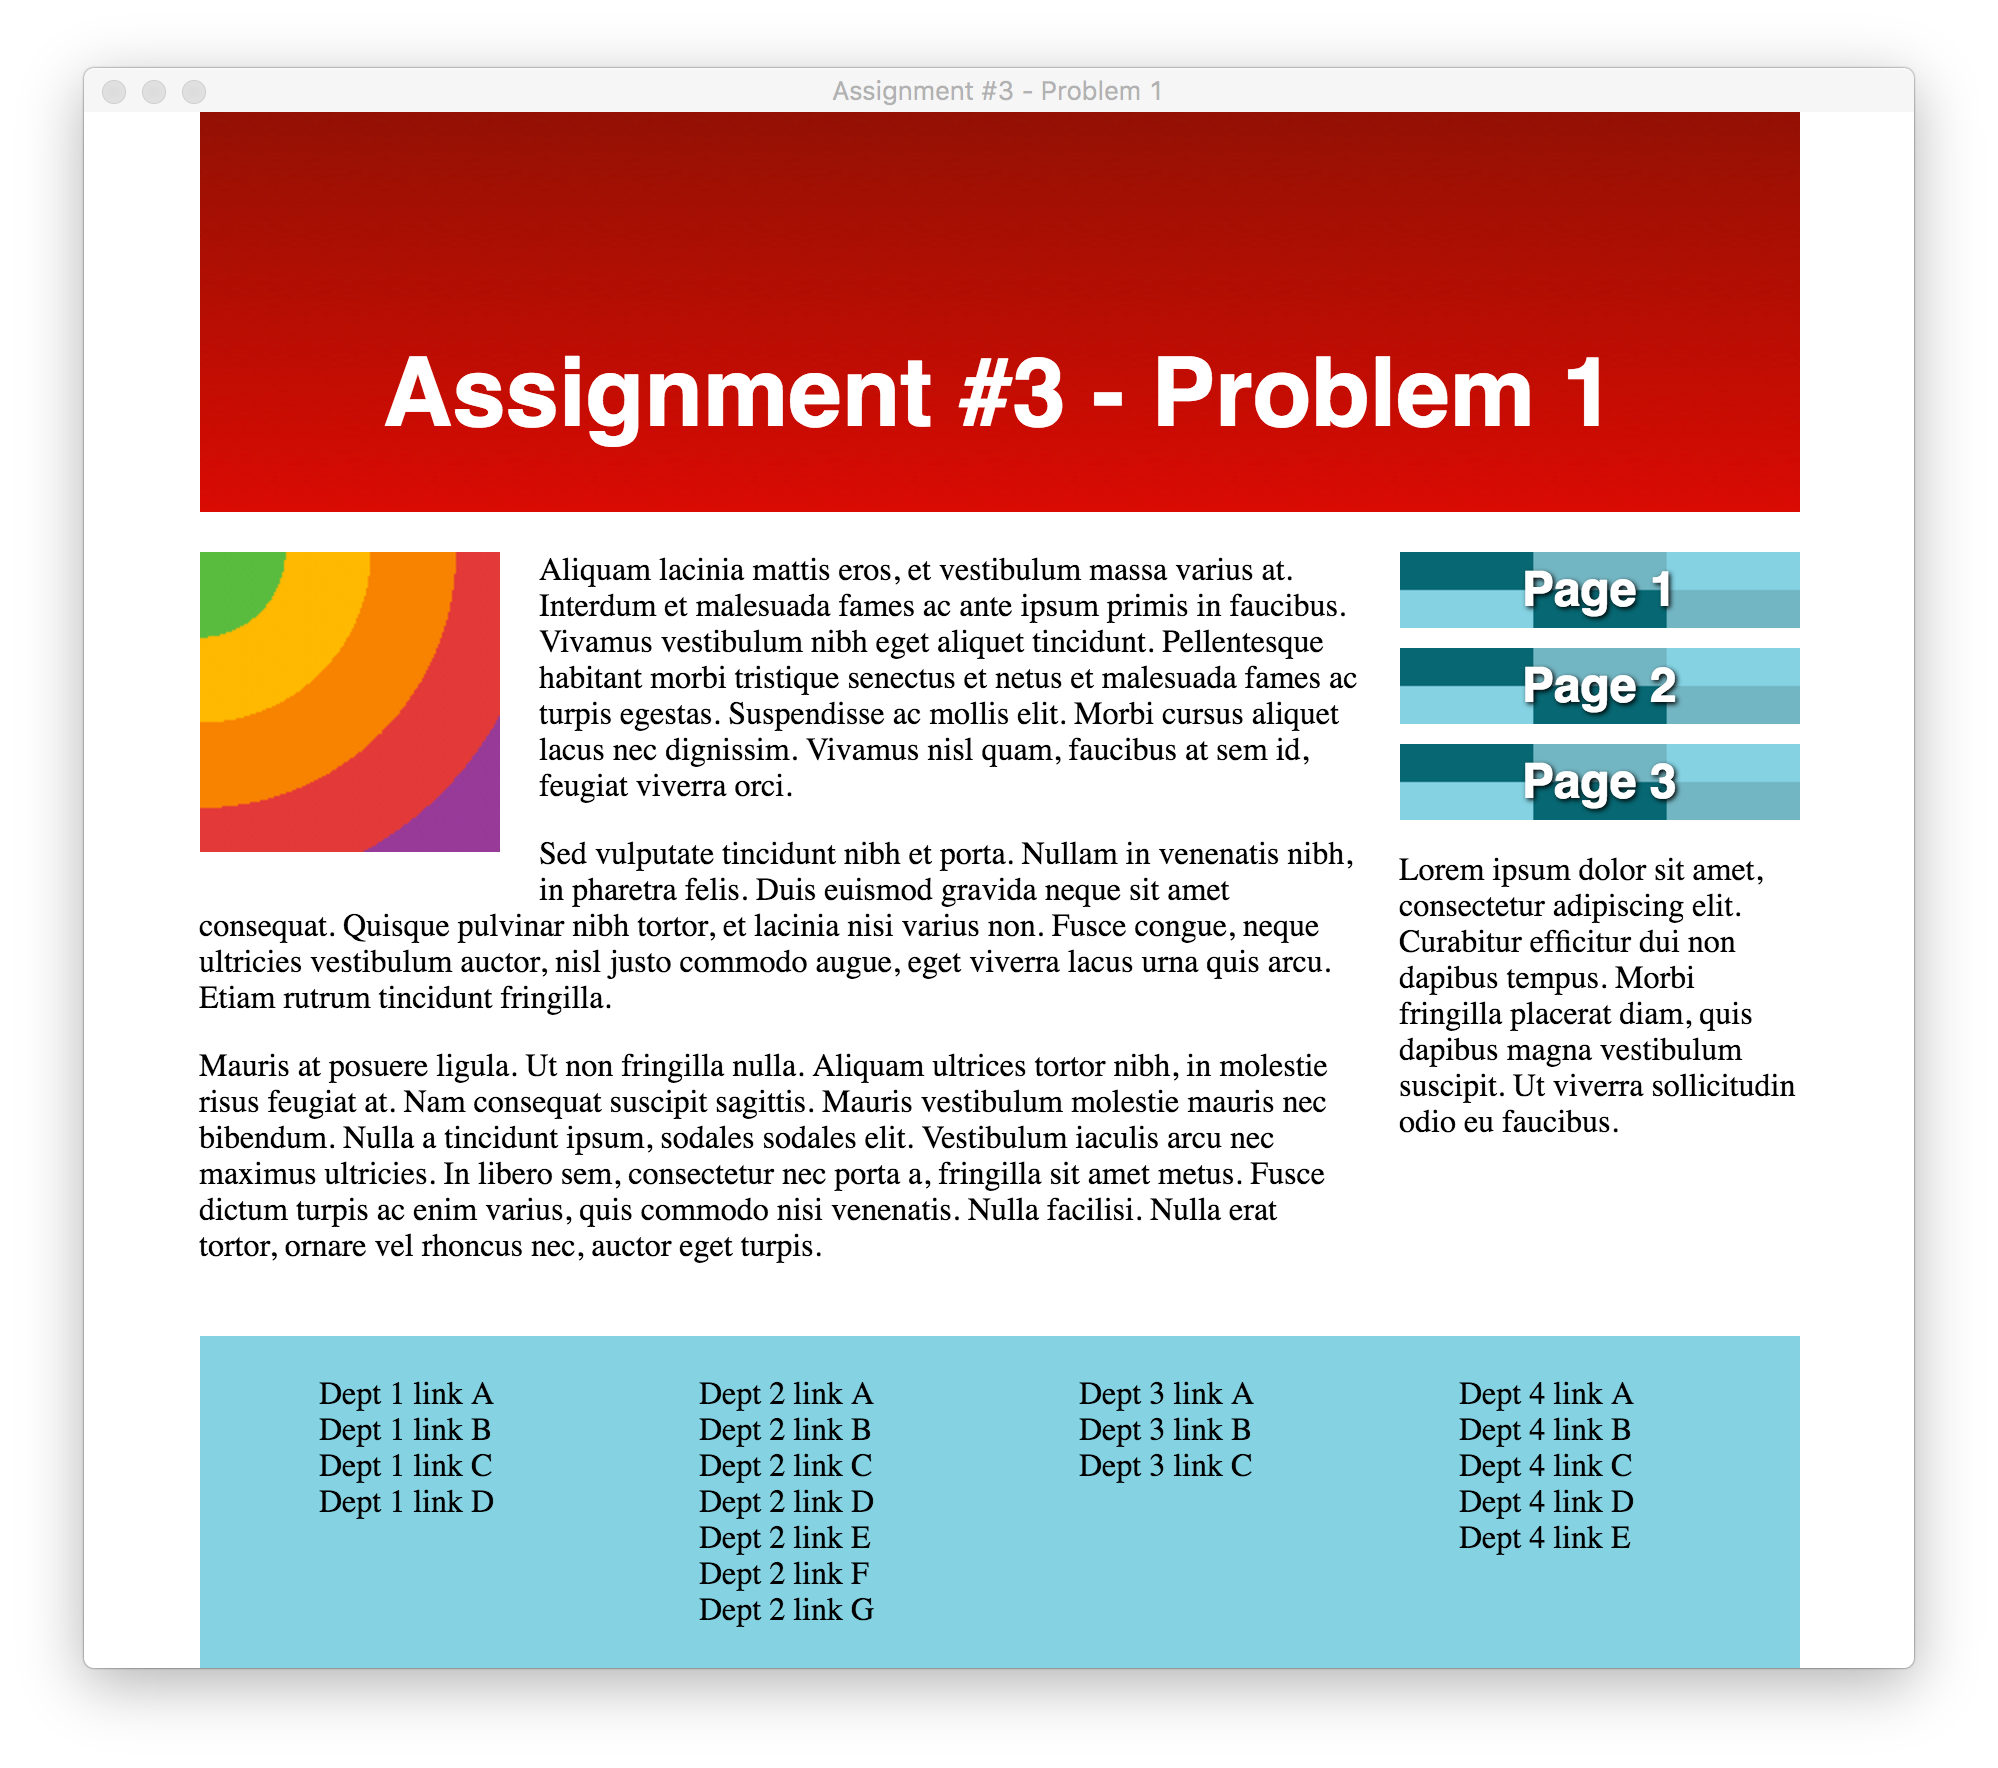 Assignment #3 - Problem 1
Assignment #3 - Problem 1
Aliquam lacinia mattis eros, et vestibulum massa varius at.
Interdum et malesuada fames ac ante ipsum primis in faucibus.
Vivamus vestibulum nibh eget aliquet tincidunt. Pellentesque
habitant morbi tristique senectus et netus et malesuada fames ac
turpis egestas. Suspendisse ac mollis elit. Morbi cursus aliquet
lacus nec dignissim. Vivamus nisl quam, faucibus at sem id,
feugiat viverra orci.
Sed vulputate tincidunt nibh et porta. Nullam in venenatis nibh,
in pharetra felis. Duis euismod gravida neque sit amet
consequat. Quisque pulvinar nibh tortor, et lacinia nisi varius non. Fusce congue, neque
ultricies vestibulum auctor, nisl justo commodo augue, eget viverra lacus urna quis arcu.
Etiam rutrum tincidunt fringilla.
Mauris at posuere ligula. Ut non fringilla nulla. Aliquam ultrices tortor nibh, in molestie
risus feugiat at. Nam consequat suscipit sagittis. Mauris vestibulum molestie mauris nec
bibendum. Nulla a tincidunt ipsum, sodales sodales elit. Vestibulum iaculis arcu nec
maximus ultricies. In libero sem, consectetur nec porta a, fringilla sit amet metus. Fusce
dictum turpis ac enim varius, quis commodo nisi venenatis. Nulla facilisi. Nulla erat
tortor, ornare vel rhoncus nec, auctor eget turpis.
Page 1
Page 2
Page 3
Lorem ipsum dolor sit amet,
consectetur adipiscing elit.
Curabitur efficitur dui non
dapibus tempus. Morbi
fringilla placerat diam, quis
dapibus magna vestibulum
suscipit. Ut viverra sollicitudin
odio eu faucibus.
Dept 1 link A
Dept 1 link B
Dept 1 link C
Dept 1 link D
Dept 2 link A
Dept 2 link B
Dept 2 link C
Dept 2 link D
Dept 2 link E
Dept 2 link F
Dept 2 link G
Dept 3 link A
Dept 3 link B
Dept 3 link C
Dept 4 link A
Dept 4 link B
Dept 4 link C
Dept 4 link D
Dept 4 link E